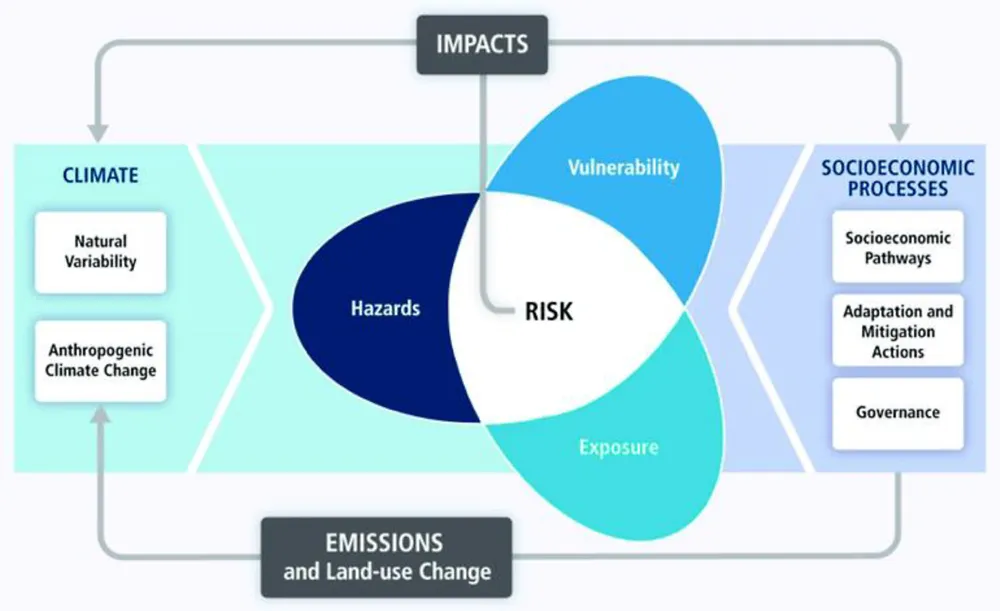 IMPACTS
CLIMATE
Natural
Variability
Anthropogenic
Climate Change
Vulnerability
Hazards
RISK
Exposure
SOCIOECONOMIC
PROCESSES
Socioeconomic
Pathways
Adaptation and
Mitigation
Actions
Governance
EMISSIONS
and Land-use Change